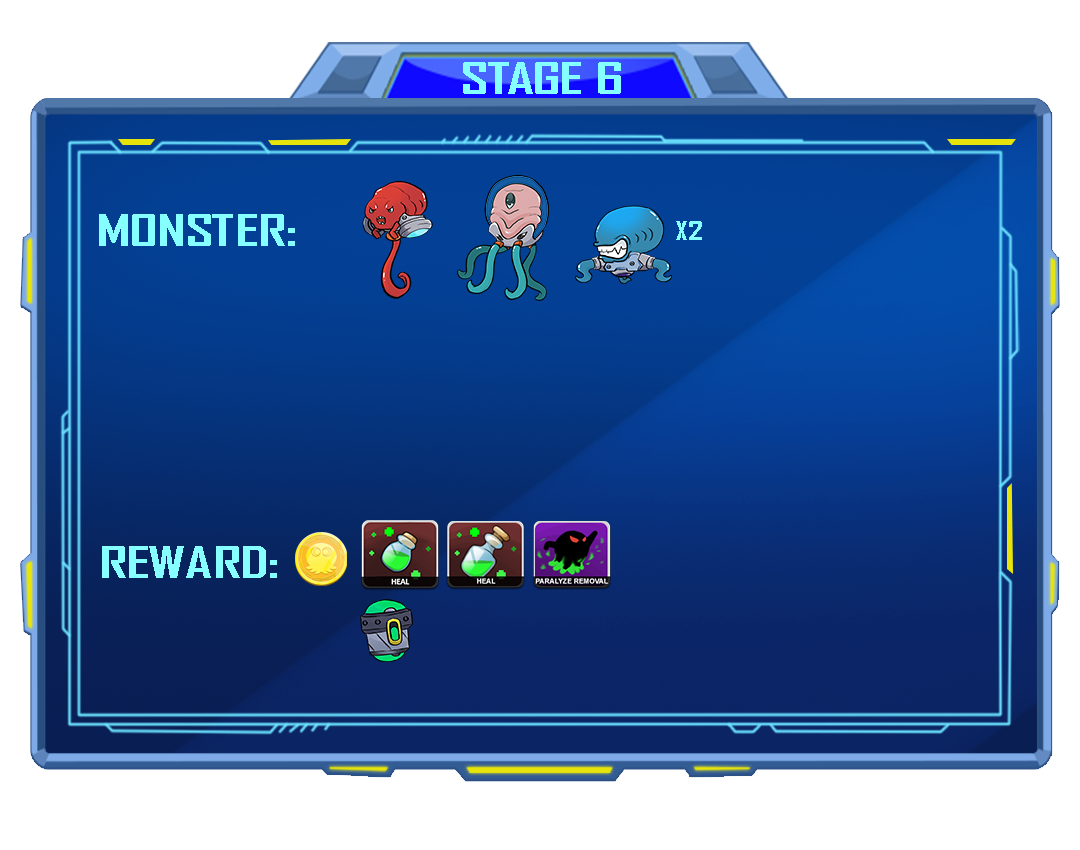 STAGE 6
MONSTER:
X2
REWARD:
HEAL
HEAL
PARALYZE REMOVAL